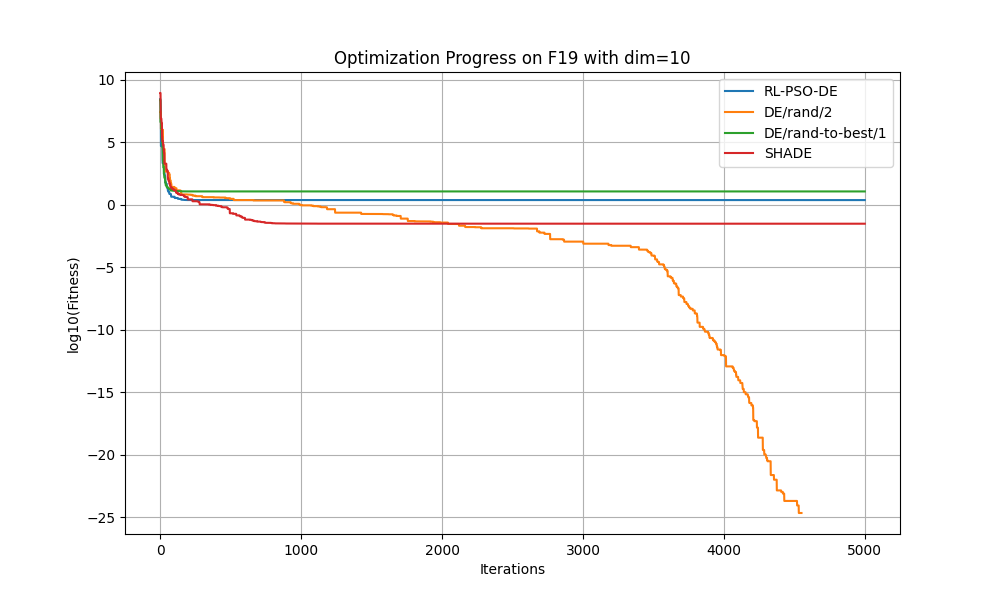 Optimization Progress on F19 with dim=10
RL-PSO-DE
DE/rand/2
DE/rand-to-best/1
SHADE
log10(Fitness)
10
5
0
−5
−10
−15
−20
−25
0 1000 2000 3000 4000 5000
Iterations